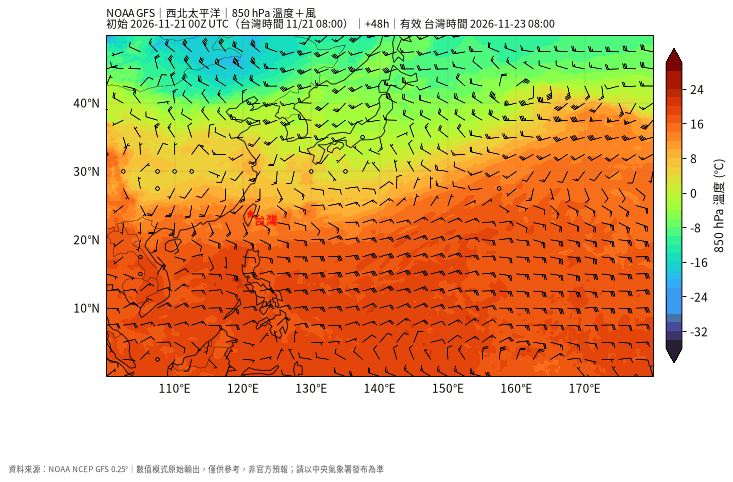 NOAA GFS｜西北太平洋｜850 hPa 溫度＋風
初始 2026-11-21 00Z UTC（台灣時間 11/21 08:00）｜+48h｜有效 台灣時間 2026-11-23 08:00
40°N
30°N
20°N
10°N
台灣
110°E 120°E 130°E 140°E 150°E 160°E 170°E
24
16
8
0
-8
-16
-24
-32
850 hPa 溫度 (°C)
資料來源：NOAA NCEP GFS 0.25°｜數值模式原始輸出，僅供參考，非官方預報；請以中央氣象署發布為準